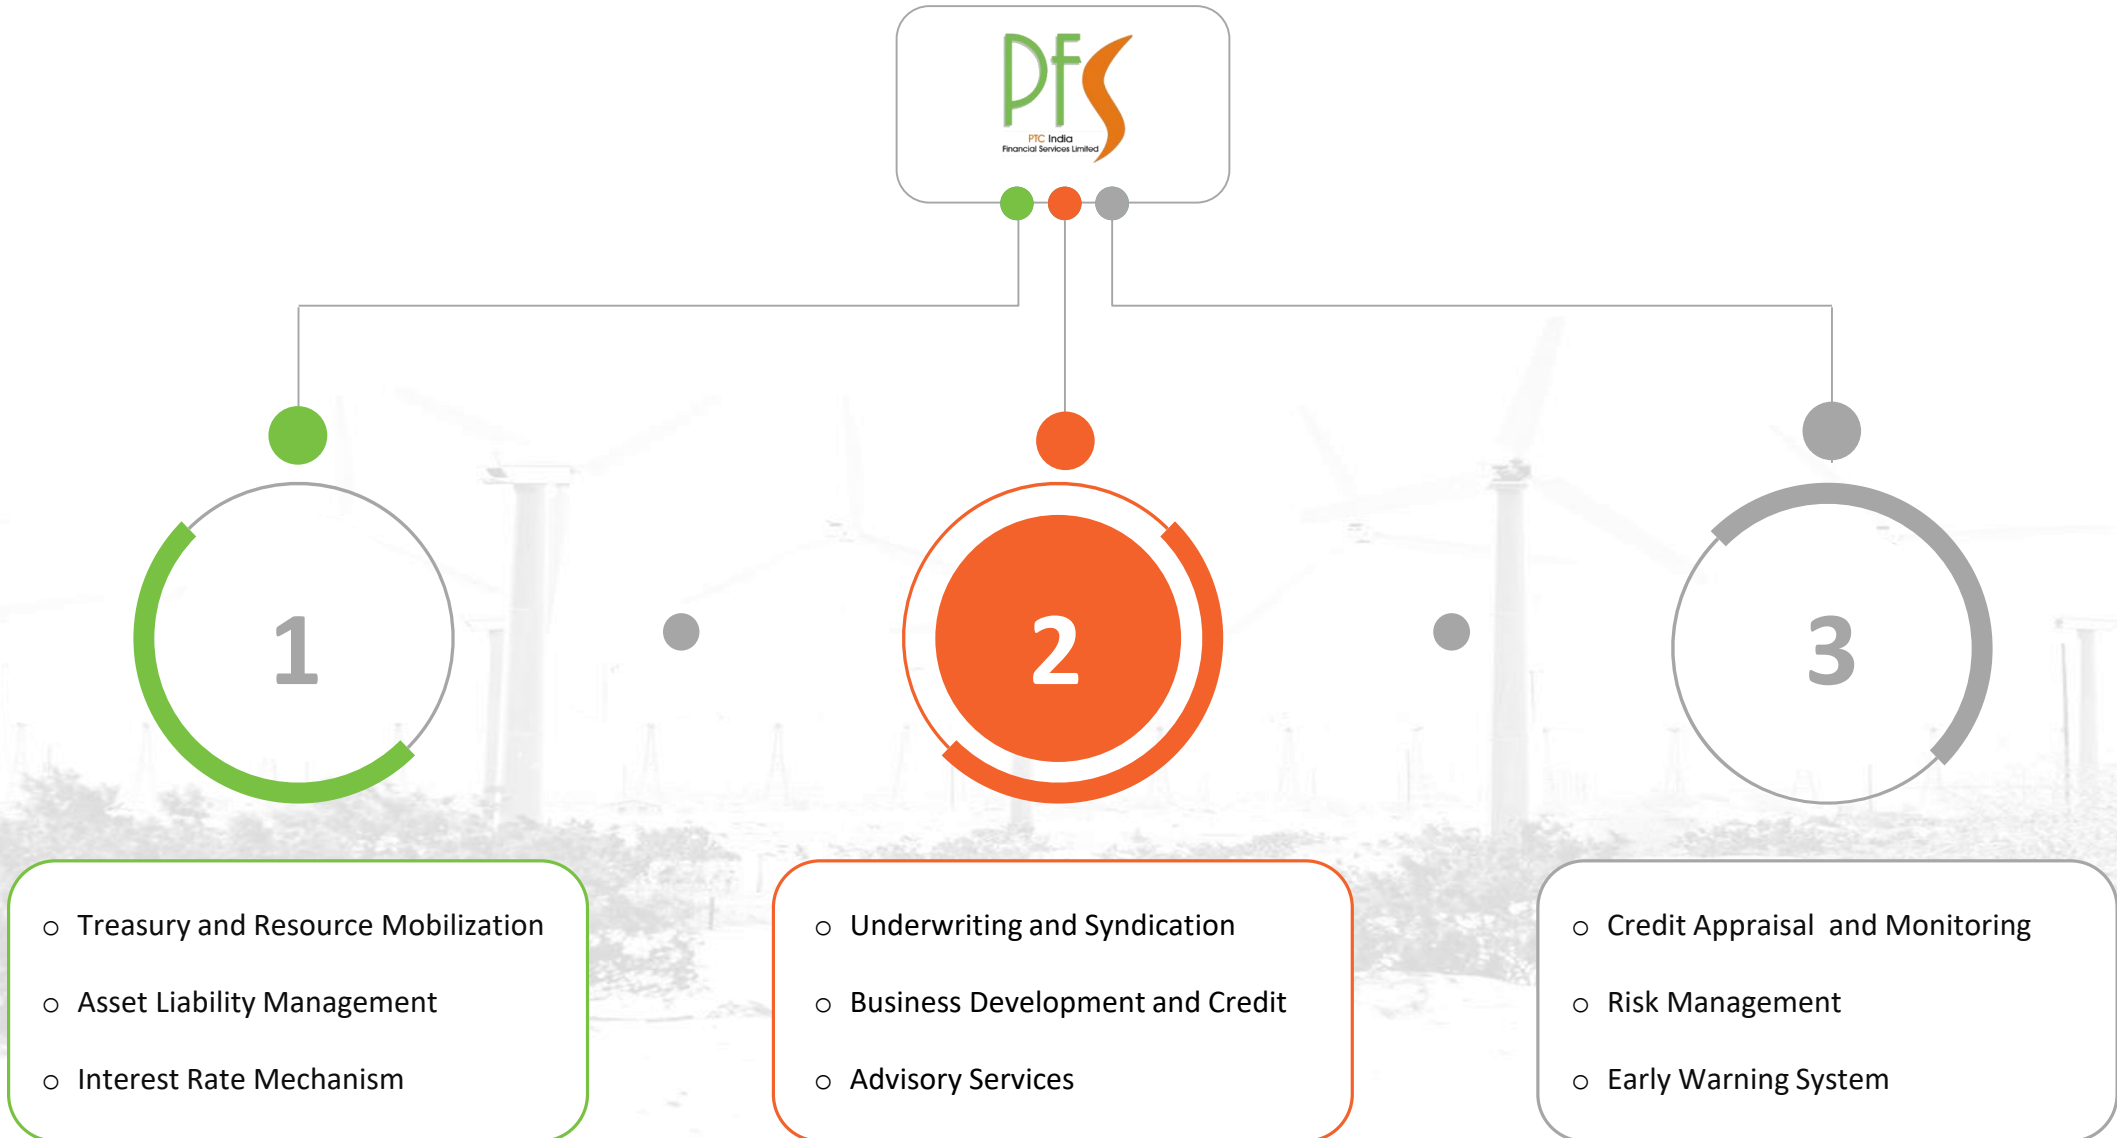 PFS
PTC India
Financial Services Limited
1
2
3
o Treasury and Resource Mobilization
o Asset Liability Management
o Interest Rate Mechanism
o Underwriting and Syndication
o Business Development and Credit
o Advisory Services
o Credit Appraisal  and Monitoring
o Risk Management
o Early Warning System